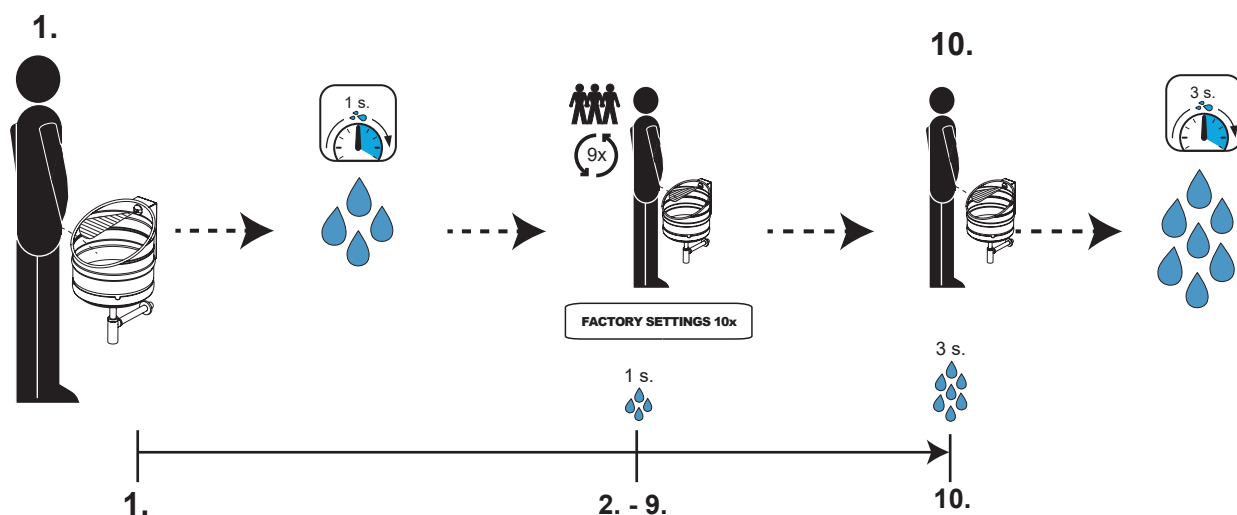 1.
10.
1 s.
3 s.
9x
FACTORY SETTINGS 10x
1 s.
3 s.
1.
2. - 9.
10.